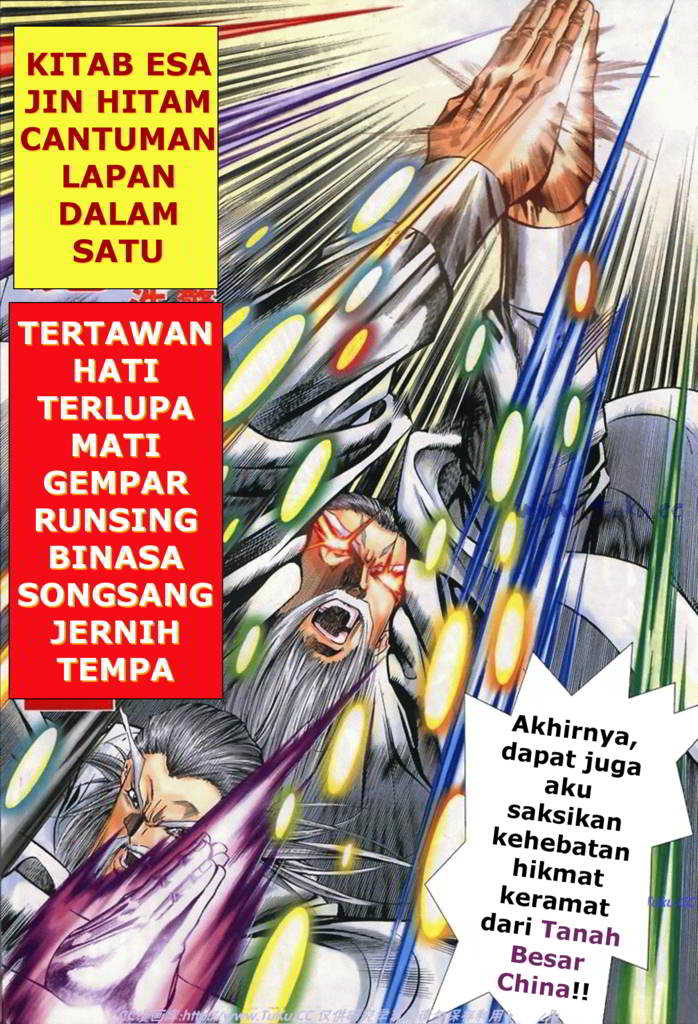 KITAB ESA
JIN HITAM
CANTUMAN
LAPAN
DALAM
SATU
TERTAWAN
HATI
TERLUPA
MATI
GEMPAR
RUNSING
BINASA
SONGSANG
JERNIH
TEMPA
Akhirnya,
dapat juga
aku
saksikan
kehebatan
hikmat
keramat
dari Tanah
Besar
China!!